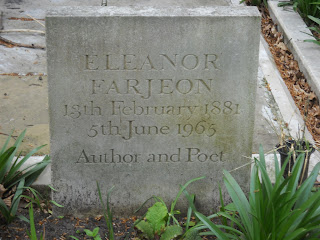 ELEANOR
FARJEON
13th February 1881
5th June 1965
Author and Poet